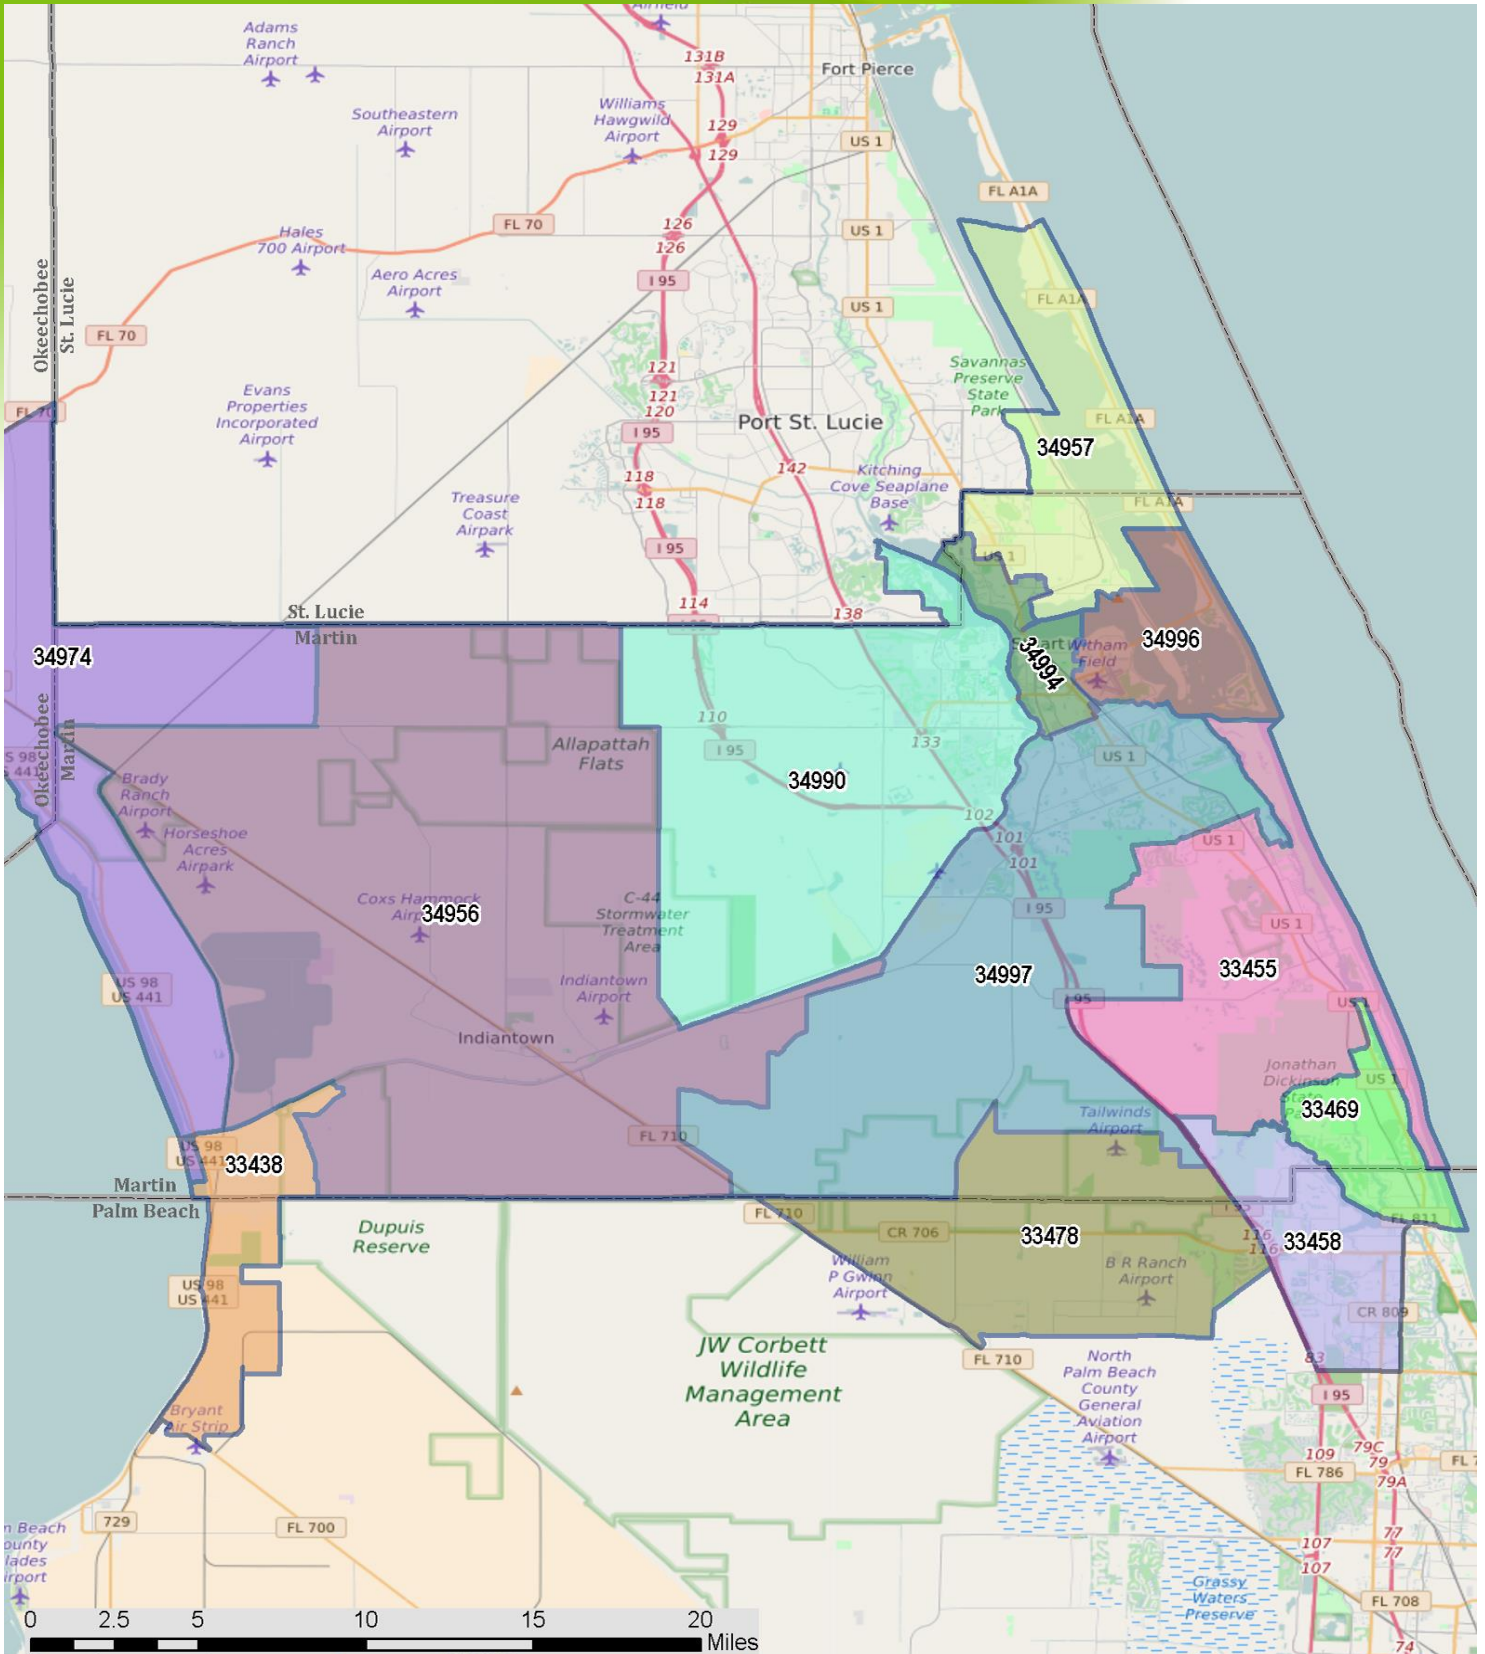 Airfield
Adams
Ranch
Airport
131B
131A
Fort Pierce
Southeastern
Airport
Williams
Hawgwild
Airport
129
129
US 1
FL A1A
FL 70
126
126
US 1
Hales
700 Airport
Aero Acres
Airport
I 95
US 1
FL A1A
Okeechobee
St. Lucie
FL 70
121
121
120
Savannas
Preserve
State
Park
FL 70
Evans
Properties
Incorporated
Airport
I 95
Port St. Lucie
FL A1A
34957
142
118
118
Kitching
Cove Seaplane
Base
Treasure
Coast
Airpark
FL A1A
I 95
US 1
114
138
St. Lucie
Martin
34974
34994
Witham
Field
34996
Okeechobee
Martin
110
I 95
133
US 1
Allapattah
Flats
34990
Brady
Ranch
Airport
102
101
101
US 1
Horseshoe
Acres
Airpark
Coxs Hammock
34956
C-44
Stormwater
Treatment
Area
I 95
US 1
33455
34997
US 98
US 441
Indiantown
Airport
I 95
US 1
Indiantown
Jonathan
Dickinson
State
US 1
33469
Tailwinds
Airport
FL 710
US 98
US 441
33438
Martin
Palm Beach
FL 710
CR 706
33478
I 95
116
116
33458
FL 811
Dupuis
Reserve
William
P Gwinn
Airport
B R Ranch
Airport
US 98
US 441
CR 809
JW Corbett
Wildlife
Management
Area
FL 710
83
North
Palm Beach
County
General
Aviation
Airport
I 95
Bryant
Air Strip
109
79C
79
79A
FL 786
729
FL 700
107
107
77
77
Grassy
Waters
Preserve
FL 708
74
0 2.5 5 10 15 20
Miles